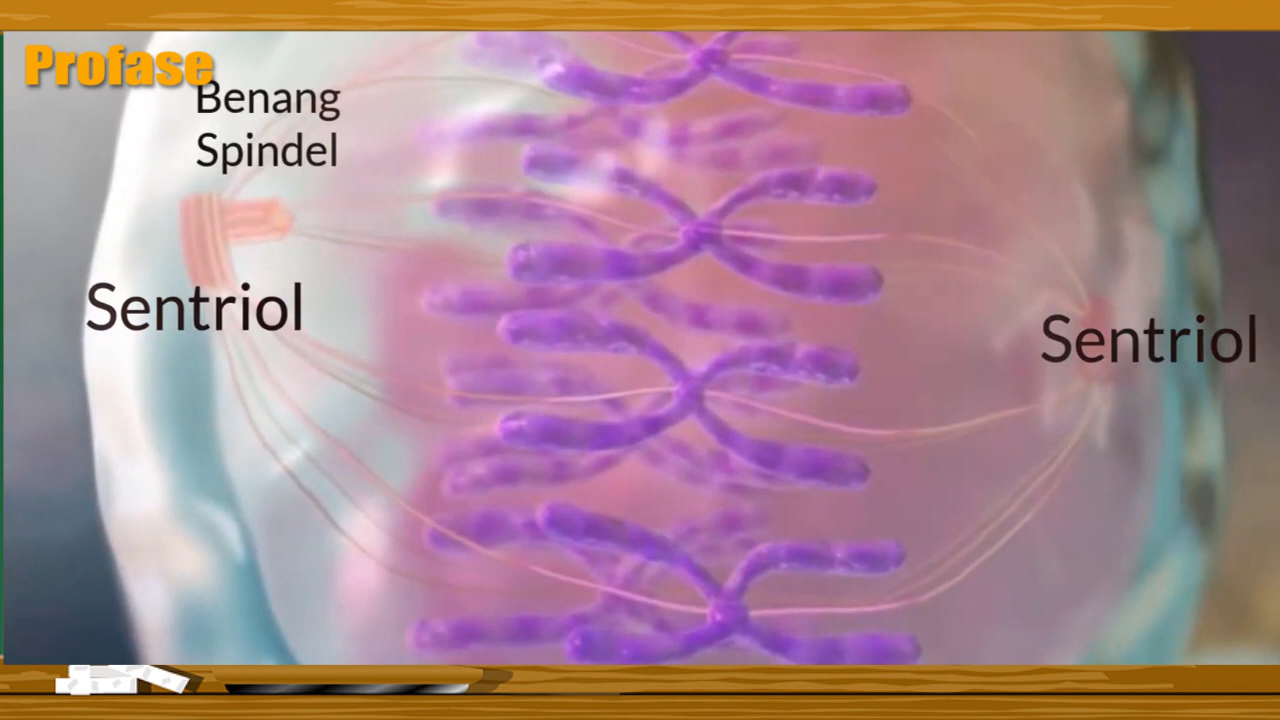 Profase
Benang
Spindel
Sentriol
Sentriol